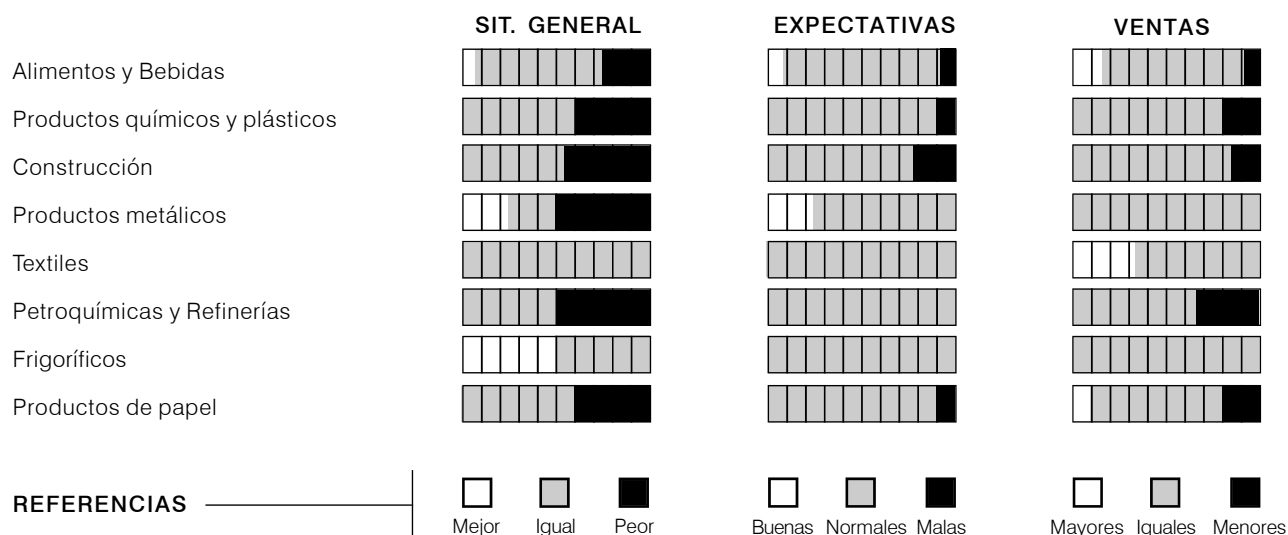 SIT. GENERAL EXPECTATIVAS VENTAS
Alimentos y Bebidas
Productos químicos y plásticos
Construcción
Productos metálicos
Textiles
Petroquímicas y Refinerías
Frigoríficos
Productos de papel
REFERENCIAS
Mejor Igual Peor Buenas Normales Malas Mayores Iguales Menores